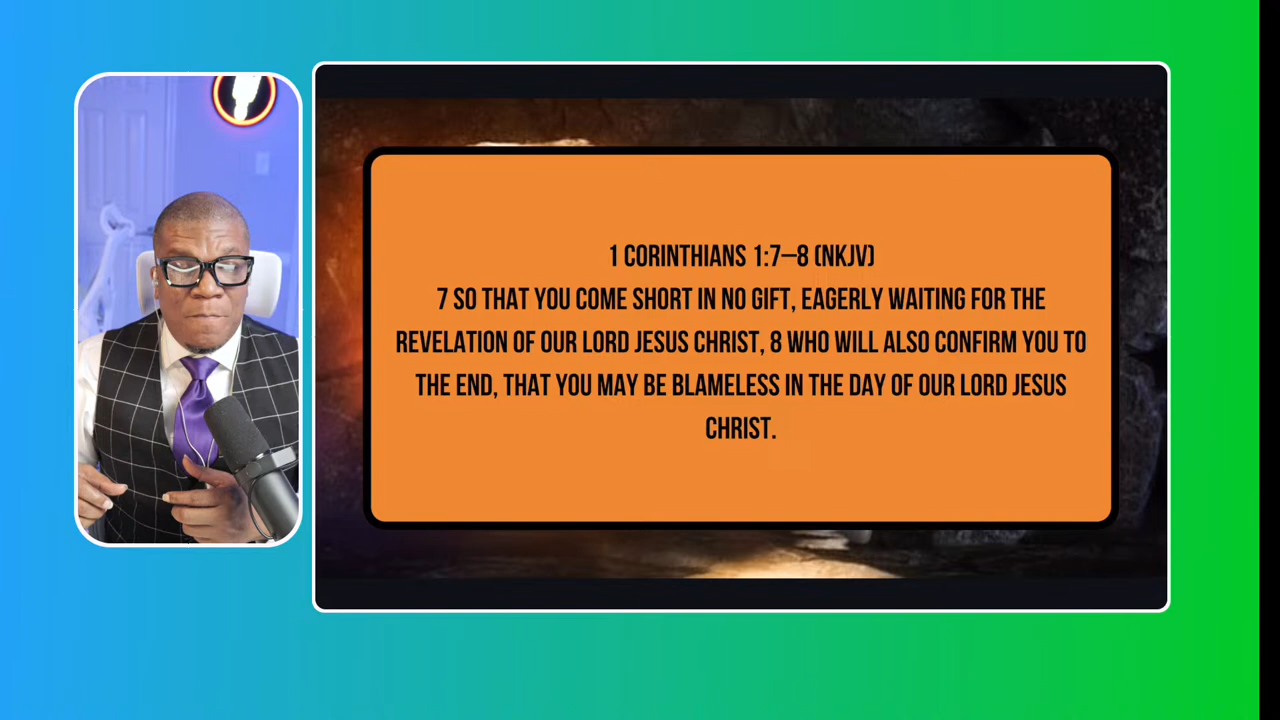 1 CORINTHIANS 1:7–8 (NKJV)
7 SO THAT YOU COME SHORT IN NO GIFT, EAGERLY WAITING FOR THE
REVELATION OF OUR LORD JESUS CHRIST, 8 WHO WILL ALSO CONFIRM YOU TO
THE END, THAT YOU MAY BE BLAMELESS IN THE DAY OF OUR LORD JESUS
CHRIST.